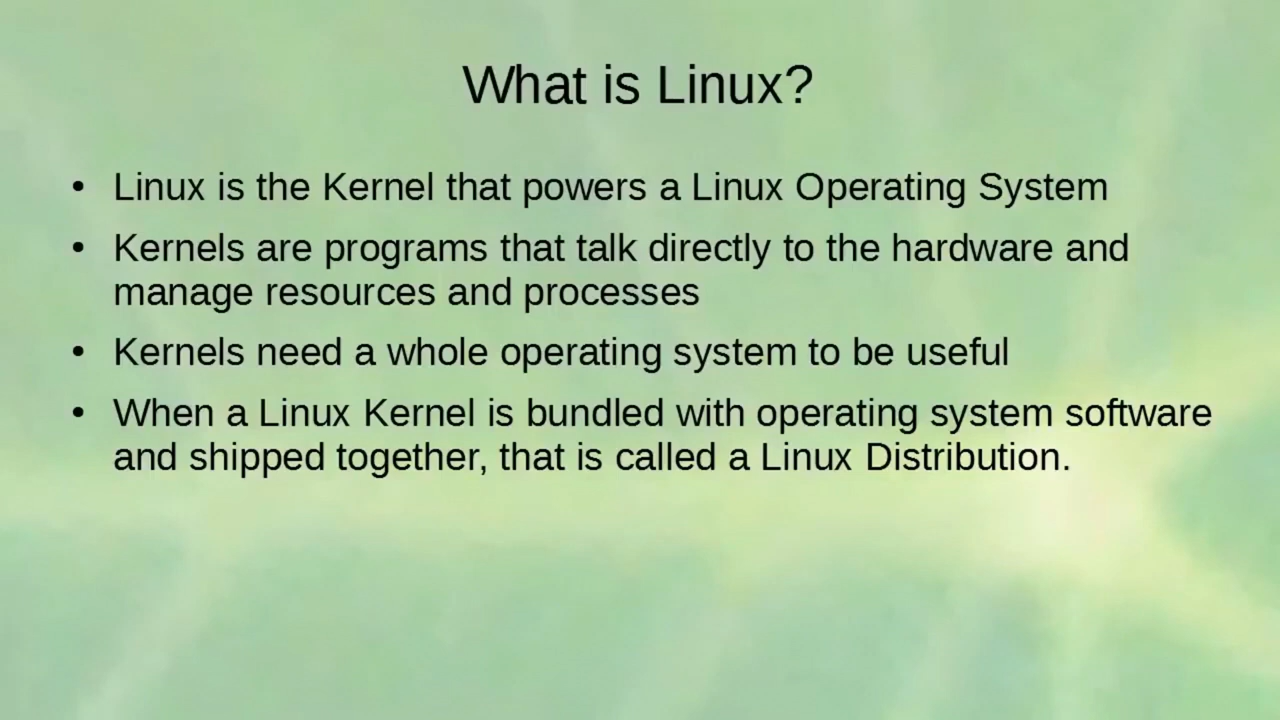 What is Linux?
• Linux is the Kernel that powers a Linux Operating System
• Kernels are programs that talk directly to the hardware and
manage resources and processes
• Kernels need a whole operating system to be useful
• When a Linux Kernel is bundled with operating system software
and shipped together, that is called a Linux Distribution.